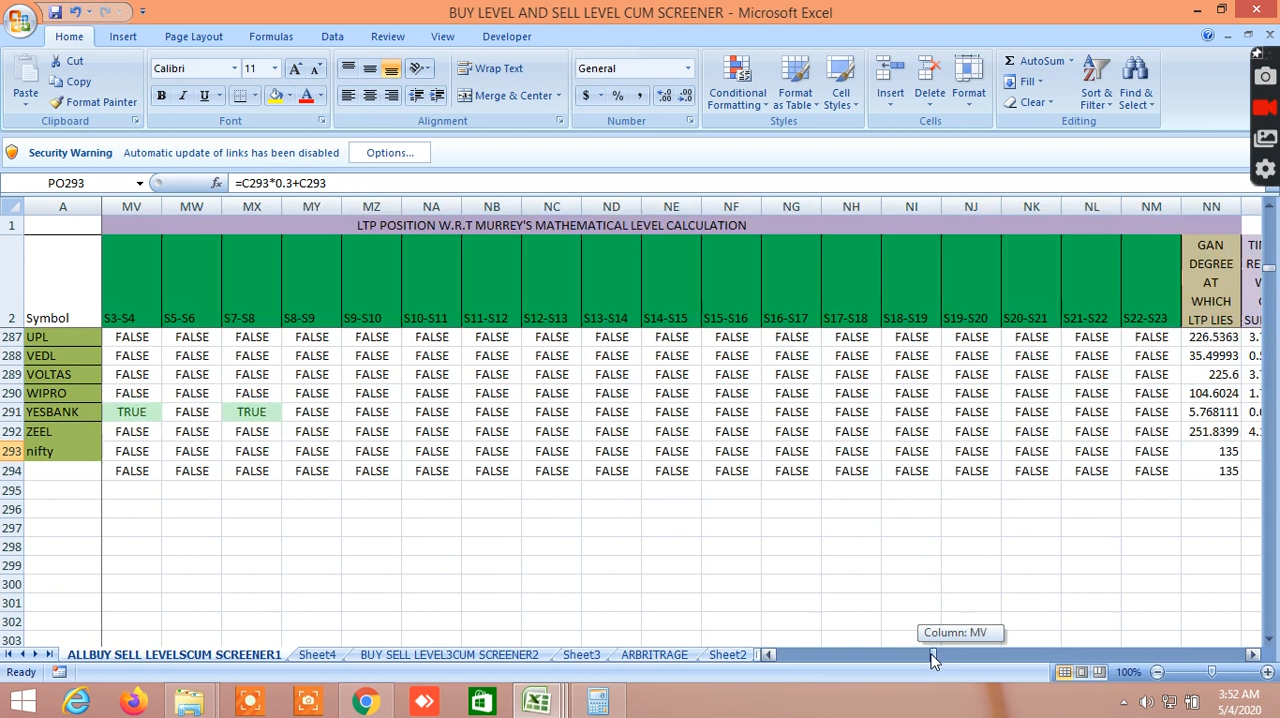 BUY LEVEL AND SELL LEVEL CUM SCREENER - Microsoft Excel
Home Insert Page Layout Formulas Data Review View Developer
Paste Cut Copy Format Painter
Calibri 11 B I U A A
Wrap Text Merge & Center
General $ % ,
Conditional Formatting Format as Table Cell Styles
Insert Delete Format
Σ AutoSum Fill Clear Sort & Filter Find & Select
Clipboard Font Alignment Number Styles Cells Editing
Security Warning Automatic update of links has been disabled Options...
PO293 fx =C293*0.3+C293
A MV MW MX MY MZ NA NB NC ND NE NF NG NH NI NJ NK NL NM NN
1 LTP POSITION W.R.T MURREY'S MATHEMATICAL LEVEL CALCULATION
GAN
DEGREE
AT
WHICH
2 Symbol S3-S4 S5-S6 S7-S8 S8-S9 S9-S10 S10-S11 S11-S12 S12-S13 S13-S14 S14-S15 S15-S16 S16-S17 S17-S18 S18-S19 S19-S20 S20-S21 S21-S22 S22-S23 LTP LIES
287 UPL FALSE FALSE FALSE FALSE FALSE FALSE FALSE FALSE FALSE FALSE FALSE FALSE FALSE FALSE FALSE FALSE FALSE FALSE 226.5363
288 VEDL FALSE FALSE FALSE FALSE FALSE FALSE FALSE FALSE FALSE FALSE FALSE FALSE FALSE FALSE FALSE FALSE FALSE FALSE 35.49993
289 VOLTAS FALSE FALSE FALSE FALSE FALSE FALSE FALSE FALSE FALSE FALSE FALSE FALSE FALSE FALSE FALSE FALSE FALSE FALSE 225.6
290 WIPRO FALSE FALSE FALSE FALSE FALSE FALSE FALSE FALSE FALSE FALSE FALSE FALSE FALSE FALSE FALSE FALSE FALSE FALSE 104.6024
291 YESBANK TRUE FALSE TRUE FALSE FALSE FALSE FALSE FALSE FALSE FALSE FALSE FALSE FALSE FALSE FALSE FALSE FALSE FALSE 5.768111
292 ZEEL FALSE FALSE FALSE FALSE FALSE FALSE FALSE FALSE FALSE FALSE FALSE FALSE FALSE FALSE FALSE FALSE FALSE FALSE 251.8399
293 nifty FALSE FALSE FALSE FALSE FALSE FALSE FALSE FALSE FALSE FALSE FALSE FALSE FALSE FALSE FALSE FALSE FALSE FALSE 135
294 FALSE FALSE FALSE FALSE FALSE FALSE FALSE FALSE FALSE FALSE FALSE FALSE FALSE FALSE FALSE FALSE FALSE FALSE 135
295
296
297
298
299
300
301
302
303
Column: MV
ALLBUY SELL LEVELSCUM SCREENER1 Sheet4 BUY SELL LEVEL3CUM SCREENER2 Sheet3 ARBRITRAGE Sheet2
Ready 100%
3:52 AM
5/4/2020